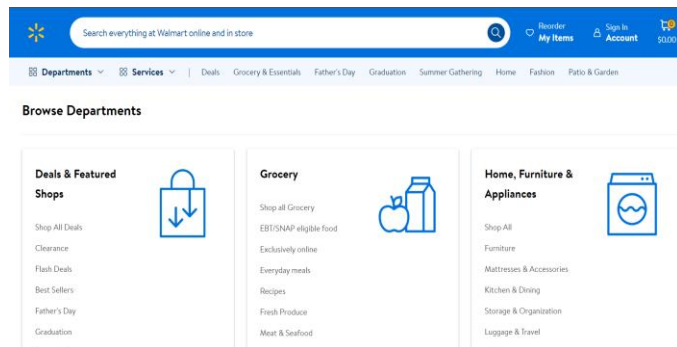 Search everything at Walmart online and in store
Reorder
My Items
Sign In
Account
0
$0.00
Departments
Services
Deals
Grocery & Essentials
Father's Day
Graduation
Summer Gathering
Home
Fashion
Patio & Garden
Browse Departments
Deals & Featured
Shops
Shop All Deals
Clearance
Flash Deals
Best Sellers
Father's Day
Graduation
Grocery
Shop all Grocery
EBT/SNAP eligible food
Exclusively online
Everyday meals
Recipes
Fresh Produce
Meat & Seafood
Home, Furniture &
Appliances
Shop All
Furniture
Mattresses & Accessories
Kitchen & Dining
Storage & Organization
Luggage & Travel